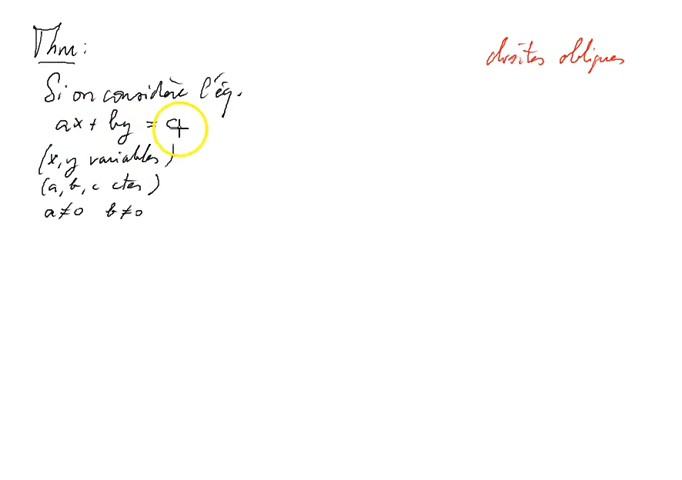 Thm :
droites obliques
Si on considère l'éq.
ax + by = c
(x, y variables)
(a, b, c ctes)
a ≠ 0 b ≠ 0